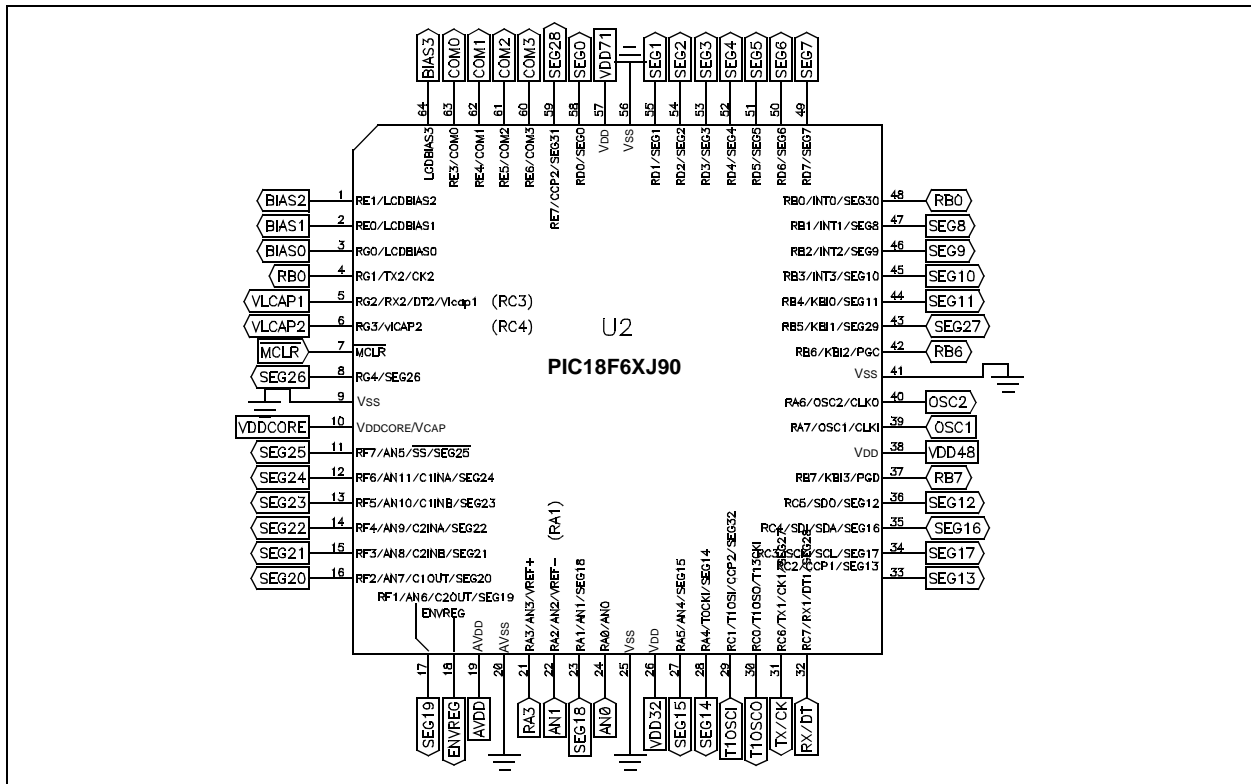 BIAS3 COM0 COM1 COM2 COM3 SEG28 SEG0 VDD71 SEG1 SEG2 SEG3 SEG4 SEG5 SEG6 SEG7
64 63 62 61 60 59 58 57 56 55 54 53 52 51 50 49
LCDBIAS3 RE3/COM0 RE4/COM1 RE5/COM2 RE6/COM3 RE7/CCP2/SEG31 RD0/SEG0 VDD VSS RD1/SEG1 RD2/SEG2 RD3/SEG3 RD4/SEG4 RD5/SEG5 RD6/SEG6 RD7/SEG7
BIAS2 1 RE1/LCDBIAS2 RB0/INT0/SEG30 48 RB0
BIAS1 2 RE0/LCDBIAS1 RB1/INT1/SEG8 47 SEG8
BIAS0 3 RG0/LCDBIAS0 RB2/INT2/SEG9 46 SEG9
RB0 4 RG1/TX2/CK2 RB3/INT3/SEG10 45 SEG10
VLCAP1 5 RG2/RX2/DT2/Vlcap1 (RC3) RB4/KBI0/SEG11 44 SEG11
VLCAP2 6 RG3/vlCAP2 (RC4) U2 RB5/KBI1/SEG29 43 SEG27
MCLR 7 MCLR RB6/KBI2/PGC 42 RB6
PIC18F6XJ90
SEG26 8 RG4/SEG26 VSS 41
9 VSS RA6/OSC2/CLKO 40 OSC2
VDDCORE 10 VDDCORE/VCAP RA7/OSC1/CLKI 39 OSC1
SEG25 11 RF7/AN5/SS/SEG25 VDD 38 VDD48
SEG24 12 RF6/AN11/C1INA/SEG24 RB7/KBI3/PGD 37 RB7
SEG23 13 RF5/AN10/C1INB/SEG23 RC5/SDO/SEG12 36 SEG12
SEG22 14 RF4/AN9/C2INA/SEG22 (RA1) RC4/SDI/SDA/SEG16 35 SEG16
SEG21 15 RF3/AN8/C2INB/SEG21 RC3/SCK/SCL/SEG17 34 SEG17
SEG20 16 RF2/AN7/C1OUT/SEG20 RC2/CCP1/SEG13 33 SEG13
RF1/AN6/C2OUT/SEG19 ENVREG AVDD AVSS RA3/AN3/VREF+ RA2/AN2/VREF- RA1/AN1/SEG18 RA0/AN0 VSS VDD RA5/AN4/SEG15 RA4/T0CKI/SEG14 RC1/T1OSI/CCP2/SEG32 RC0/T1OSO/T13CKI RC6/TX1/CK1/SEG27 RC7/RX1/DT1/SEG28
17 18 19 20 21 22 23 24 25 26 27 28 29 30 31 32
SEG19 ENVREG AVDD RA3 AN1 SEG18 AN0 VDD32 SEG15 SEG14 T1OSCI T1OSCO TX/CK RX/DT